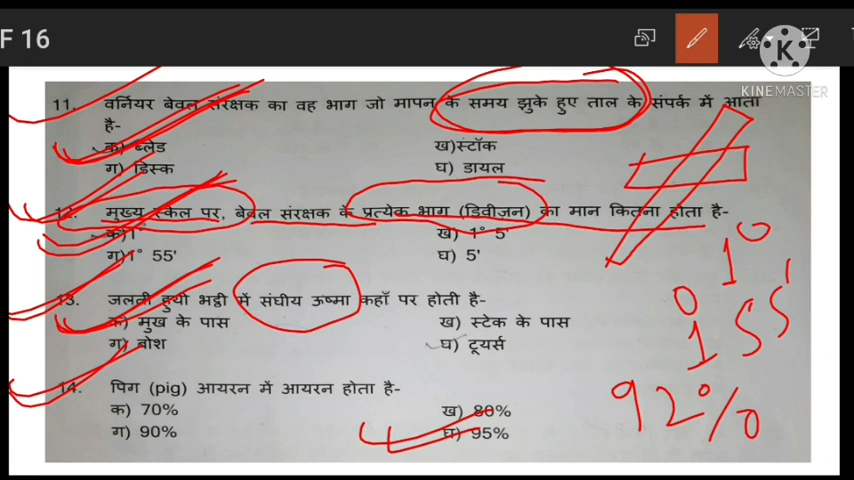 F 16
KINEMASTER
11. वर्नियर बेवल संरक्षक का वह भाग जो मापन के समय झुके हुए ताल के संपर्क में आता
है-
क) ब्लेड ख)स्टॉक
ग) डिस्क घ) डायल
12. मुख्य स्केल पर, बेवल संरक्षक के प्रत्येक भाग (डिवीज़न) का मान कितना होता है-
क)1° ख) 1° 5'
ग)1° 55' घ) 5'
1°
13. जलती हुयी भट्टी में संघीय ऊष्मा कहाँ पर होती है-
क) मुख के पास ख) स्टेक के पास
ग) बोश घ) टूयर्स
1° 55'
14. पिग (pig) आयरन में आयरन होता है-
क) 70% ख) 80%
ग) 90% घ) 95%
92%